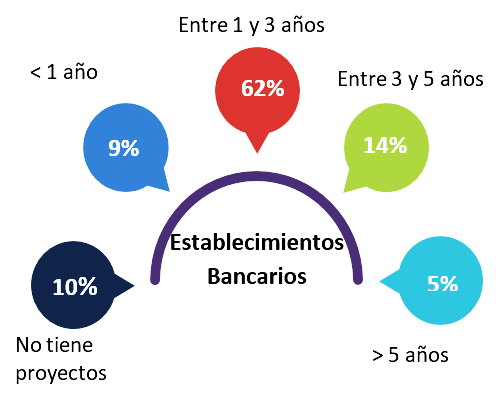 Entre 1 y 3 años
62%
< 1 año
9%
Entre 3 y 5 años
14%
Establecimientos
Bancarios
10%
No tiene
proyectos
5%
> 5 años